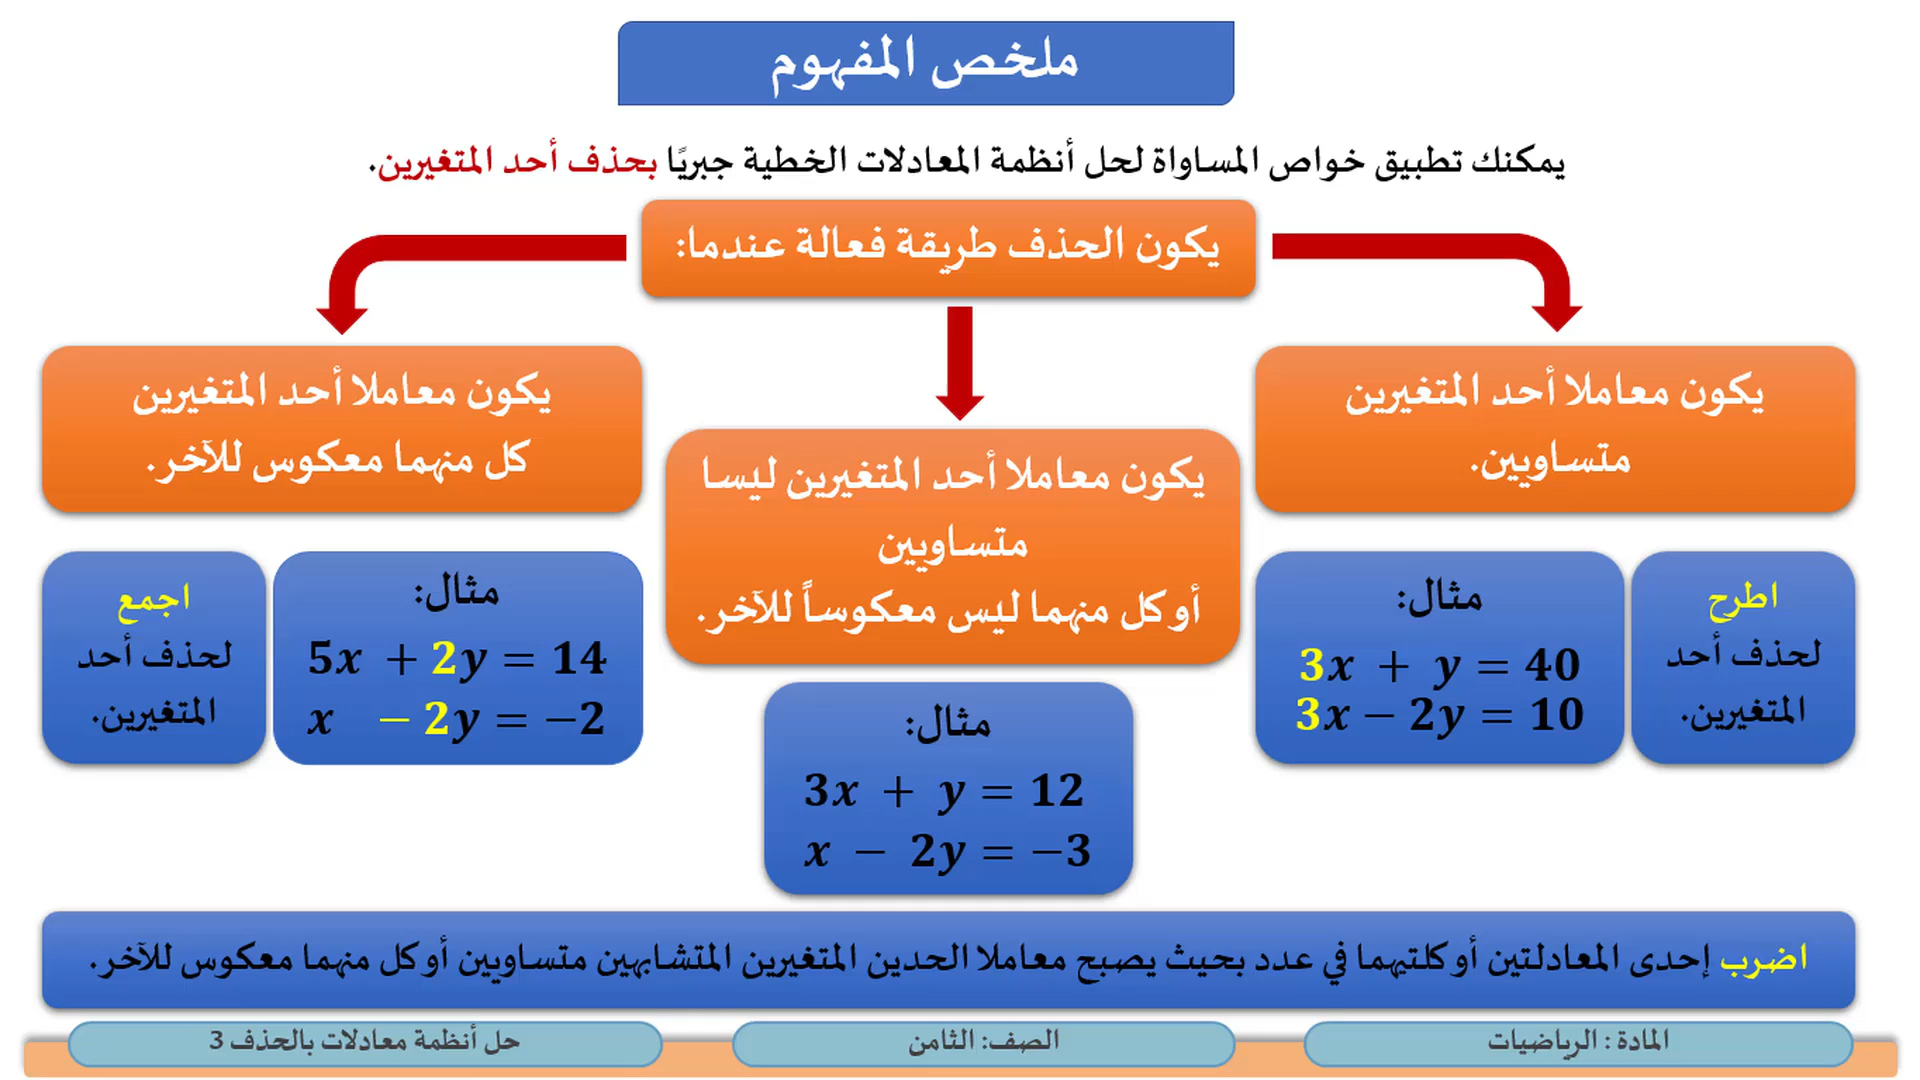 ملخص المفهوم
يمكنك تطبيق خواص المساواة لحل أنظمة المعادلات الخطية جبريًا بحذف أحد المتغيرين.
يكون الحذف طريقة فعالة عندما:
يكون معاملا أحد المتغيرين
متساويين.
اطرح
لحذف أحد
المتغيرين.
مثال:
3x + y = 40
3x − 2y = 10
يكون معاملا أحد المتغيرين ليسا
متساويين
أو كل منهما ليس معكوساً للآخر.
مثال:
3x + y = 12
x − 2y = −3
يكون معاملا أحد المتغيرين
كل منهما معكوس للآخر.
مثال:
5x + 2y = 14
x − 2y = −2
اجمع
لحذف أحد
المتغيرين.
اضرب إحدى المعادلتين أو كلتيهما في عدد بحيث يصبح معاملا الحدين المتغيرين المتشابهين متساويين أو كل منهما معكوس للآخر.
المادة : الرياضيات
الصف: الثامن
حل أنظمة معادلات بالحذف 3